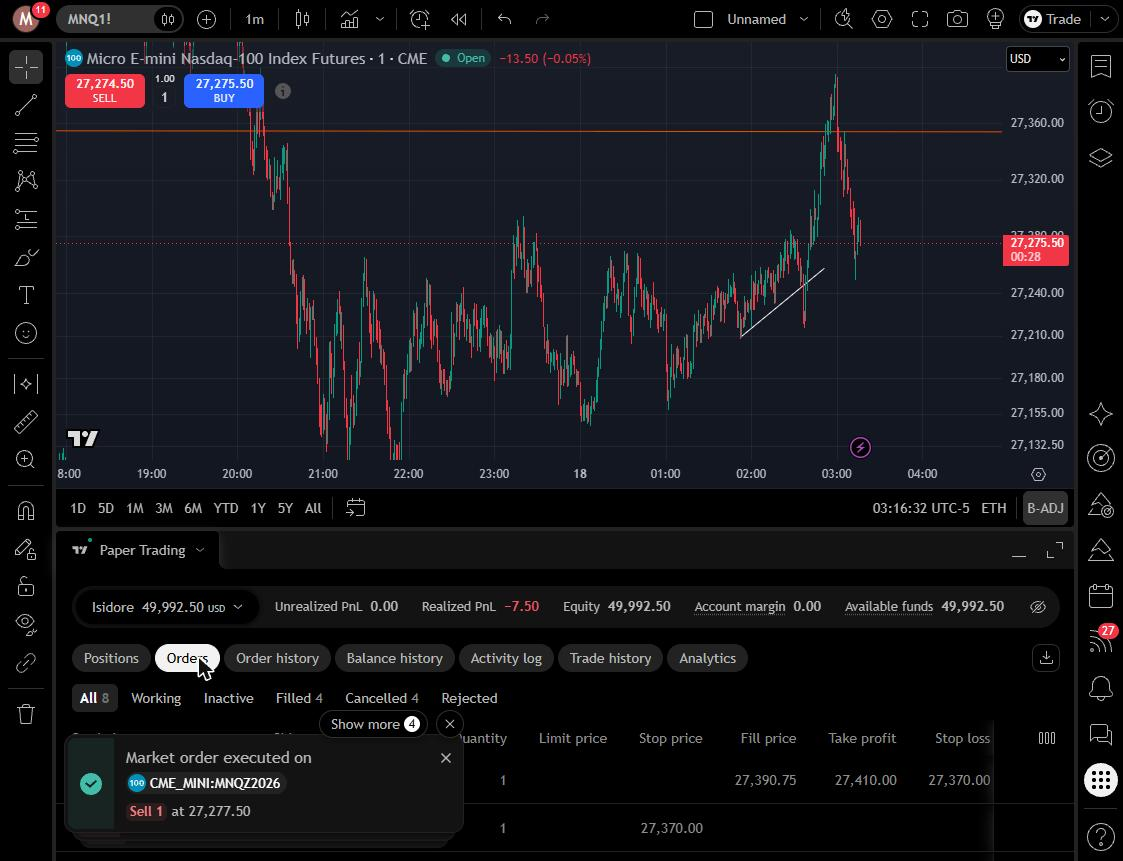 M
11
MNQ1!
1m
Unnamed
Trade
100
Micro E-mini Nasdaq-100 Index Futures · 1 · CME
Open
−13.50 (−0.05%)
USD
27,274.50
SELL
1.00
1
27,275.50
BUY
27,360.00
27,320.00
27,280.00
27,275.50
00:28
27,240.00
27,210.00
27,180.00
27,155.00
27,132.50
8:00
19:00
20:00
21:00
22:00
23:00
18
01:00
02:00
03:00
04:00
1D
5D
1M
3M
6M
YTD
1Y
5Y
All
03:16:32 UTC-5
ETH
B-ADJ
Paper Trading
Isidore 49,992.50 USD
Unrealized PnL 0.00
Realized PnL −7.50
Equity 49,992.50
Account margin 0.00
Available funds 49,992.50
27
Positions
Orders
Order history
Balance history
Activity log
Trade history
Analytics
All 8
Working
Inactive
Filled 4
Cancelled 4
Rejected
Show more 4
Limit price
Stop price
Fill price
Take profit
Stop loss
1
27,390.75
27,410.00
27,370.00
1
27,370.00
Market order executed on
100 CME_MINI:MNQZ2026
Sell 1 at 27,277.50